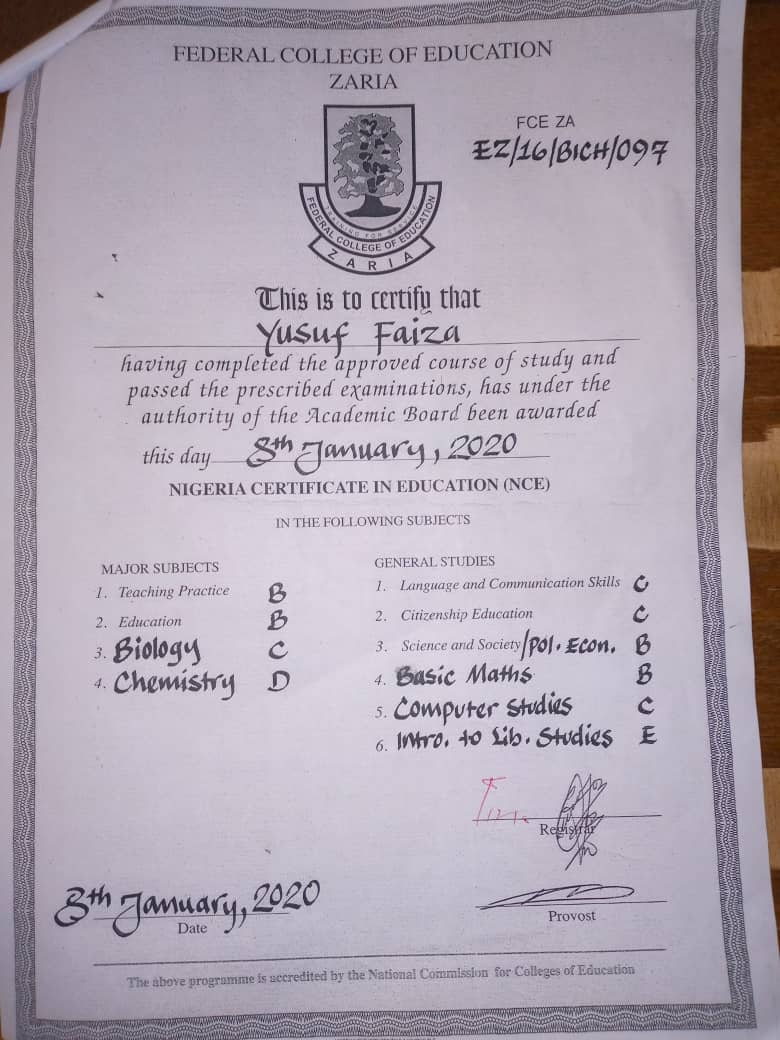 FEDERAL COLLEGE OF EDUCATION
ZARIA
FCE ZA
EZ/16/BICH/097
TRAINING FOR SERVICE
FEDERAL COLLEGE OF EDUCATION
ZARIA
This is to certify that
Yusuf Faiza
having completed the approved course of study and
passed the prescribed examinations, has under the
authority of the Academic Board been awarded
this day 8th January, 2020
NIGERIA CERTIFICATE IN EDUCATION (NCE)
IN THE FOLLOWING SUBJECTS
MAJOR SUBJECTS
1. Teaching Practice B
2. Education B
3. Biology C
4. Chemistry D
GENERAL STUDIES
1. Language and Communication Skills C
2. Citizenship Education C
3. Science and Society/Pol. Econ. B
4. Basic Maths B
5. Computer Studies C
6. Intro. to Lib. Studies E
Registrar
8th January, 2020
Date
Provost
The above programme is accredited by the National Commission for Colleges of Education